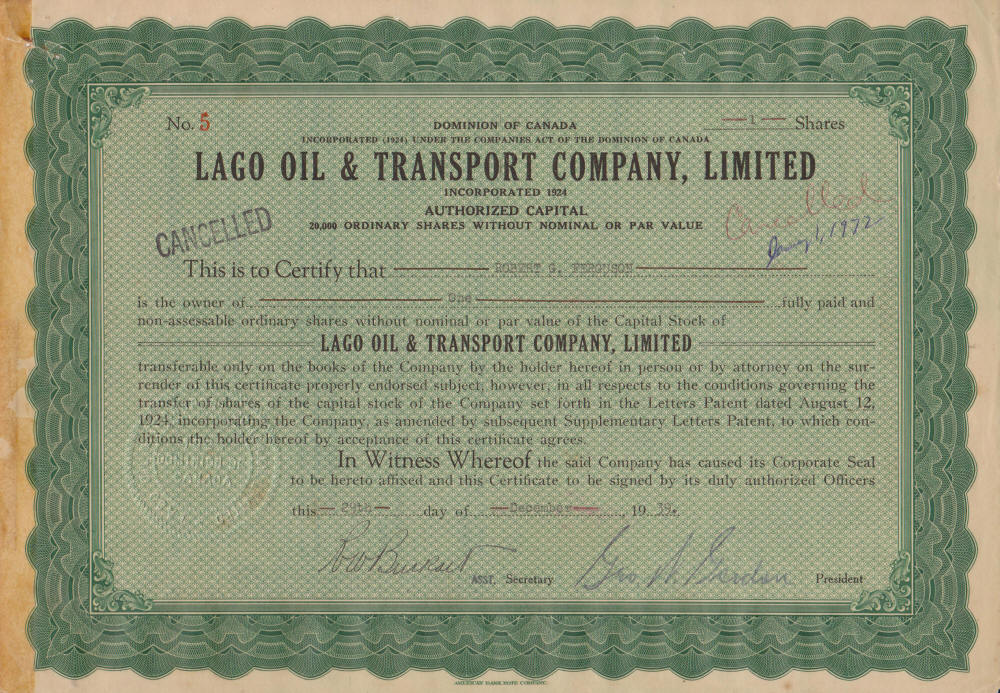 No. 5
DOMINION OF CANADA
—1— Shares
INCORPORATED (1924) UNDER THE COMPANIES ACT OF THE DOMINION OF CANADA
LAGO OIL & TRANSPORT COMPANY, LIMITED
INCORPORATED 1924
AUTHORIZED CAPITAL
20,000 ORDINARY SHARES WITHOUT NOMINAL OR PAR VALUE
CANCELLED
Cancelled
1, 1972
This is to Certify that ROBERT G. FERGUSON
is the owner of One fully paid and
non-assessable ordinary shares without nominal or par value of the Capital Stock of
LAGO OIL & TRANSPORT COMPANY, LIMITED
transferable only on the books of the Company by the holder hereof in person or by attorney on the sur-
render of this certificate properly endorsed subject, however, in all respects to the conditions governing the
transfer of shares of the capital stock of the Company set forth in the Letters Patent dated August 12,
1924, incorporating the Company, as amended by subsequent Supplementary Letters Patent, to which con-
ditions the holder hereof by acceptance of this certificate agrees.
In Witness Whereof the said Company has caused its Corporate Seal
to be hereto affixed and this Certificate to be signed by its duly authorized Officers
this 29th day of December, 19 39.
Geo. W. Gordon
ASST. Secretary
President
AMERICAN BANK NOTE COMPANY.